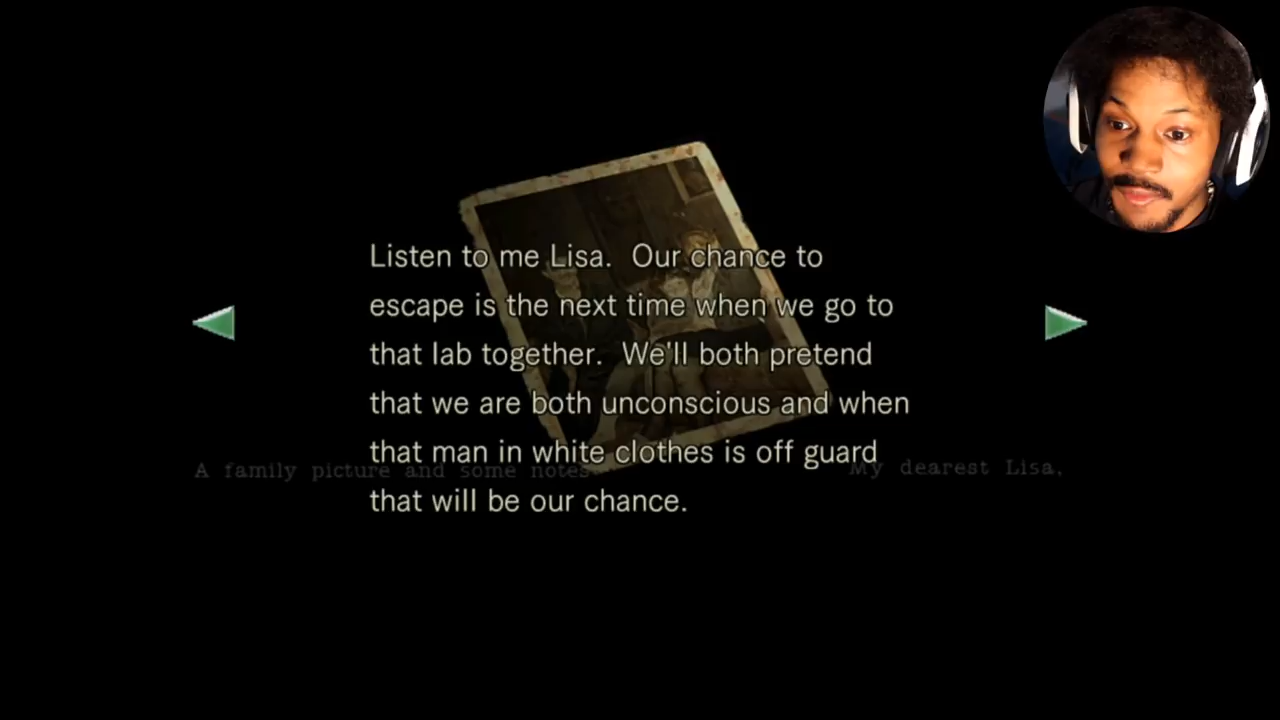 Listen to me Lisa. Our chance to
escape is the next time when we go to
that lab together. We'll both pretend
that we are both unconscious and when
that man in white clothes is off guard
that will be our chance.
A family picture and some notes
My dearest Lisa,